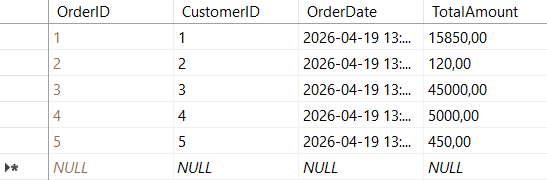 OrderID CustomerID OrderDate TotalAmount
1 1 2026-04-19 13:... 15850,00
2 2 2026-04-19 13:... 120,00
3 3 2026-04-19 13:... 45000,00
4 4 2026-04-19 13:... 5000,00
5 5 2026-04-19 13:... 450,00
NULL NULL NULL NULL